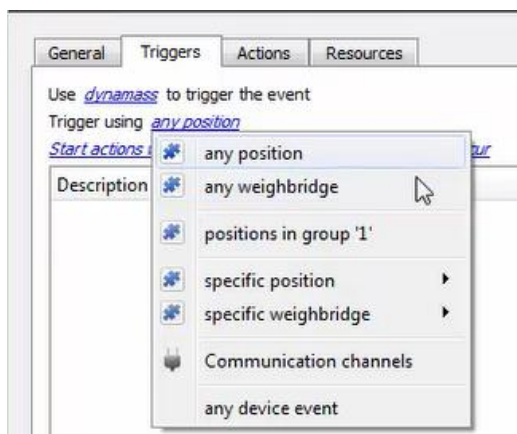 General Triggers Actions Resources
Use dynamass to trigger the event
Trigger using any position
Start actions
any position
Description
any weighbridge
positions in group '1'
specific position
specific weighbridge
Communication channels
any device event